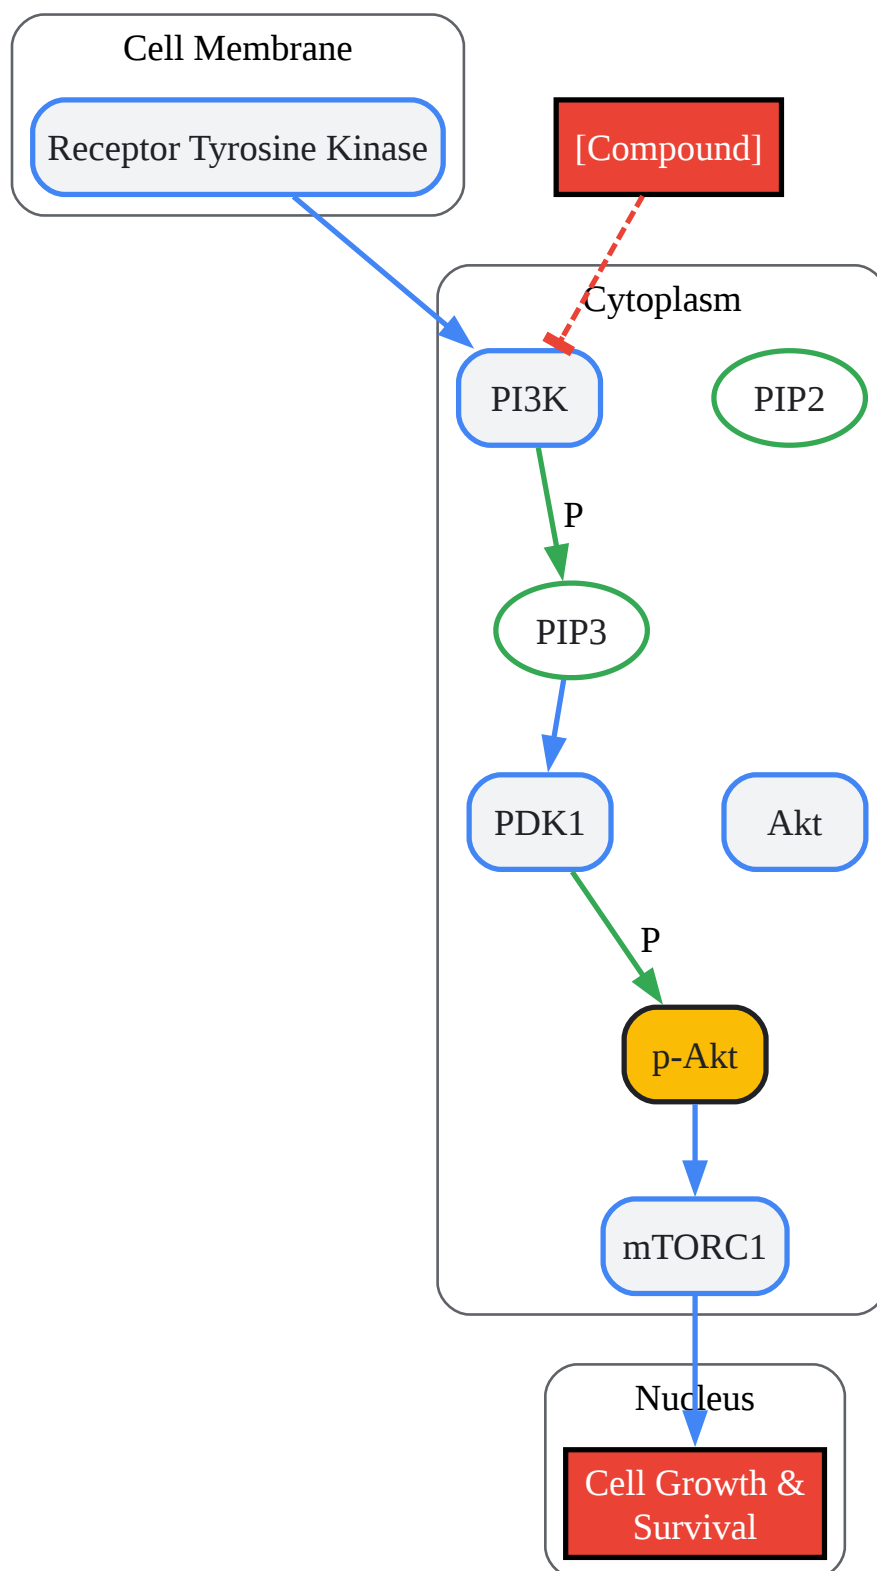 Cell Membrane
Receptor Tyrosine Kinase
[Compound]
Cytoplasm
PI3K
PIP2
P
PIP3
PDK1
Akt
P
p-Akt
mTORC1
Nucleus
Cell Growth &
Survival